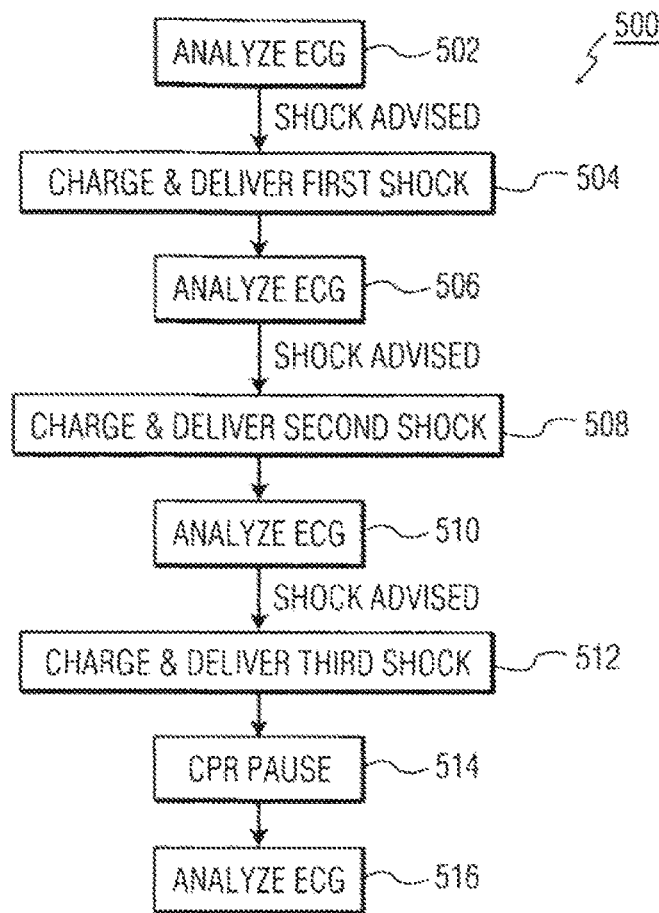 500
ANALYZE ECG 502
SHOCK ADVISED
CHARGE & DELIVER FIRST SHOCK 504
ANALYZE ECG 506
SHOCK ADVISED
CHARGE & DELIVER SECOND SHOCK 508
ANALYZE ECG 510
SHOCK ADVISED
CHARGE & DELIVER THIRD SHOCK 512
CPR PAUSE 514
ANALYZE ECG 516